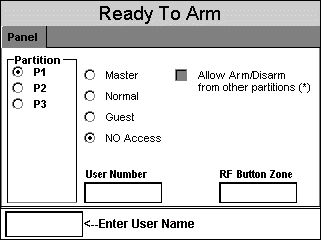 Ready To Arm
Panel
Partition
P1
P2
P3
Master
Normal
Guest
NO Access
Allow Arm/Disarm
from other partitions (*)
User Number
RF Button Zone
<--Enter User Name